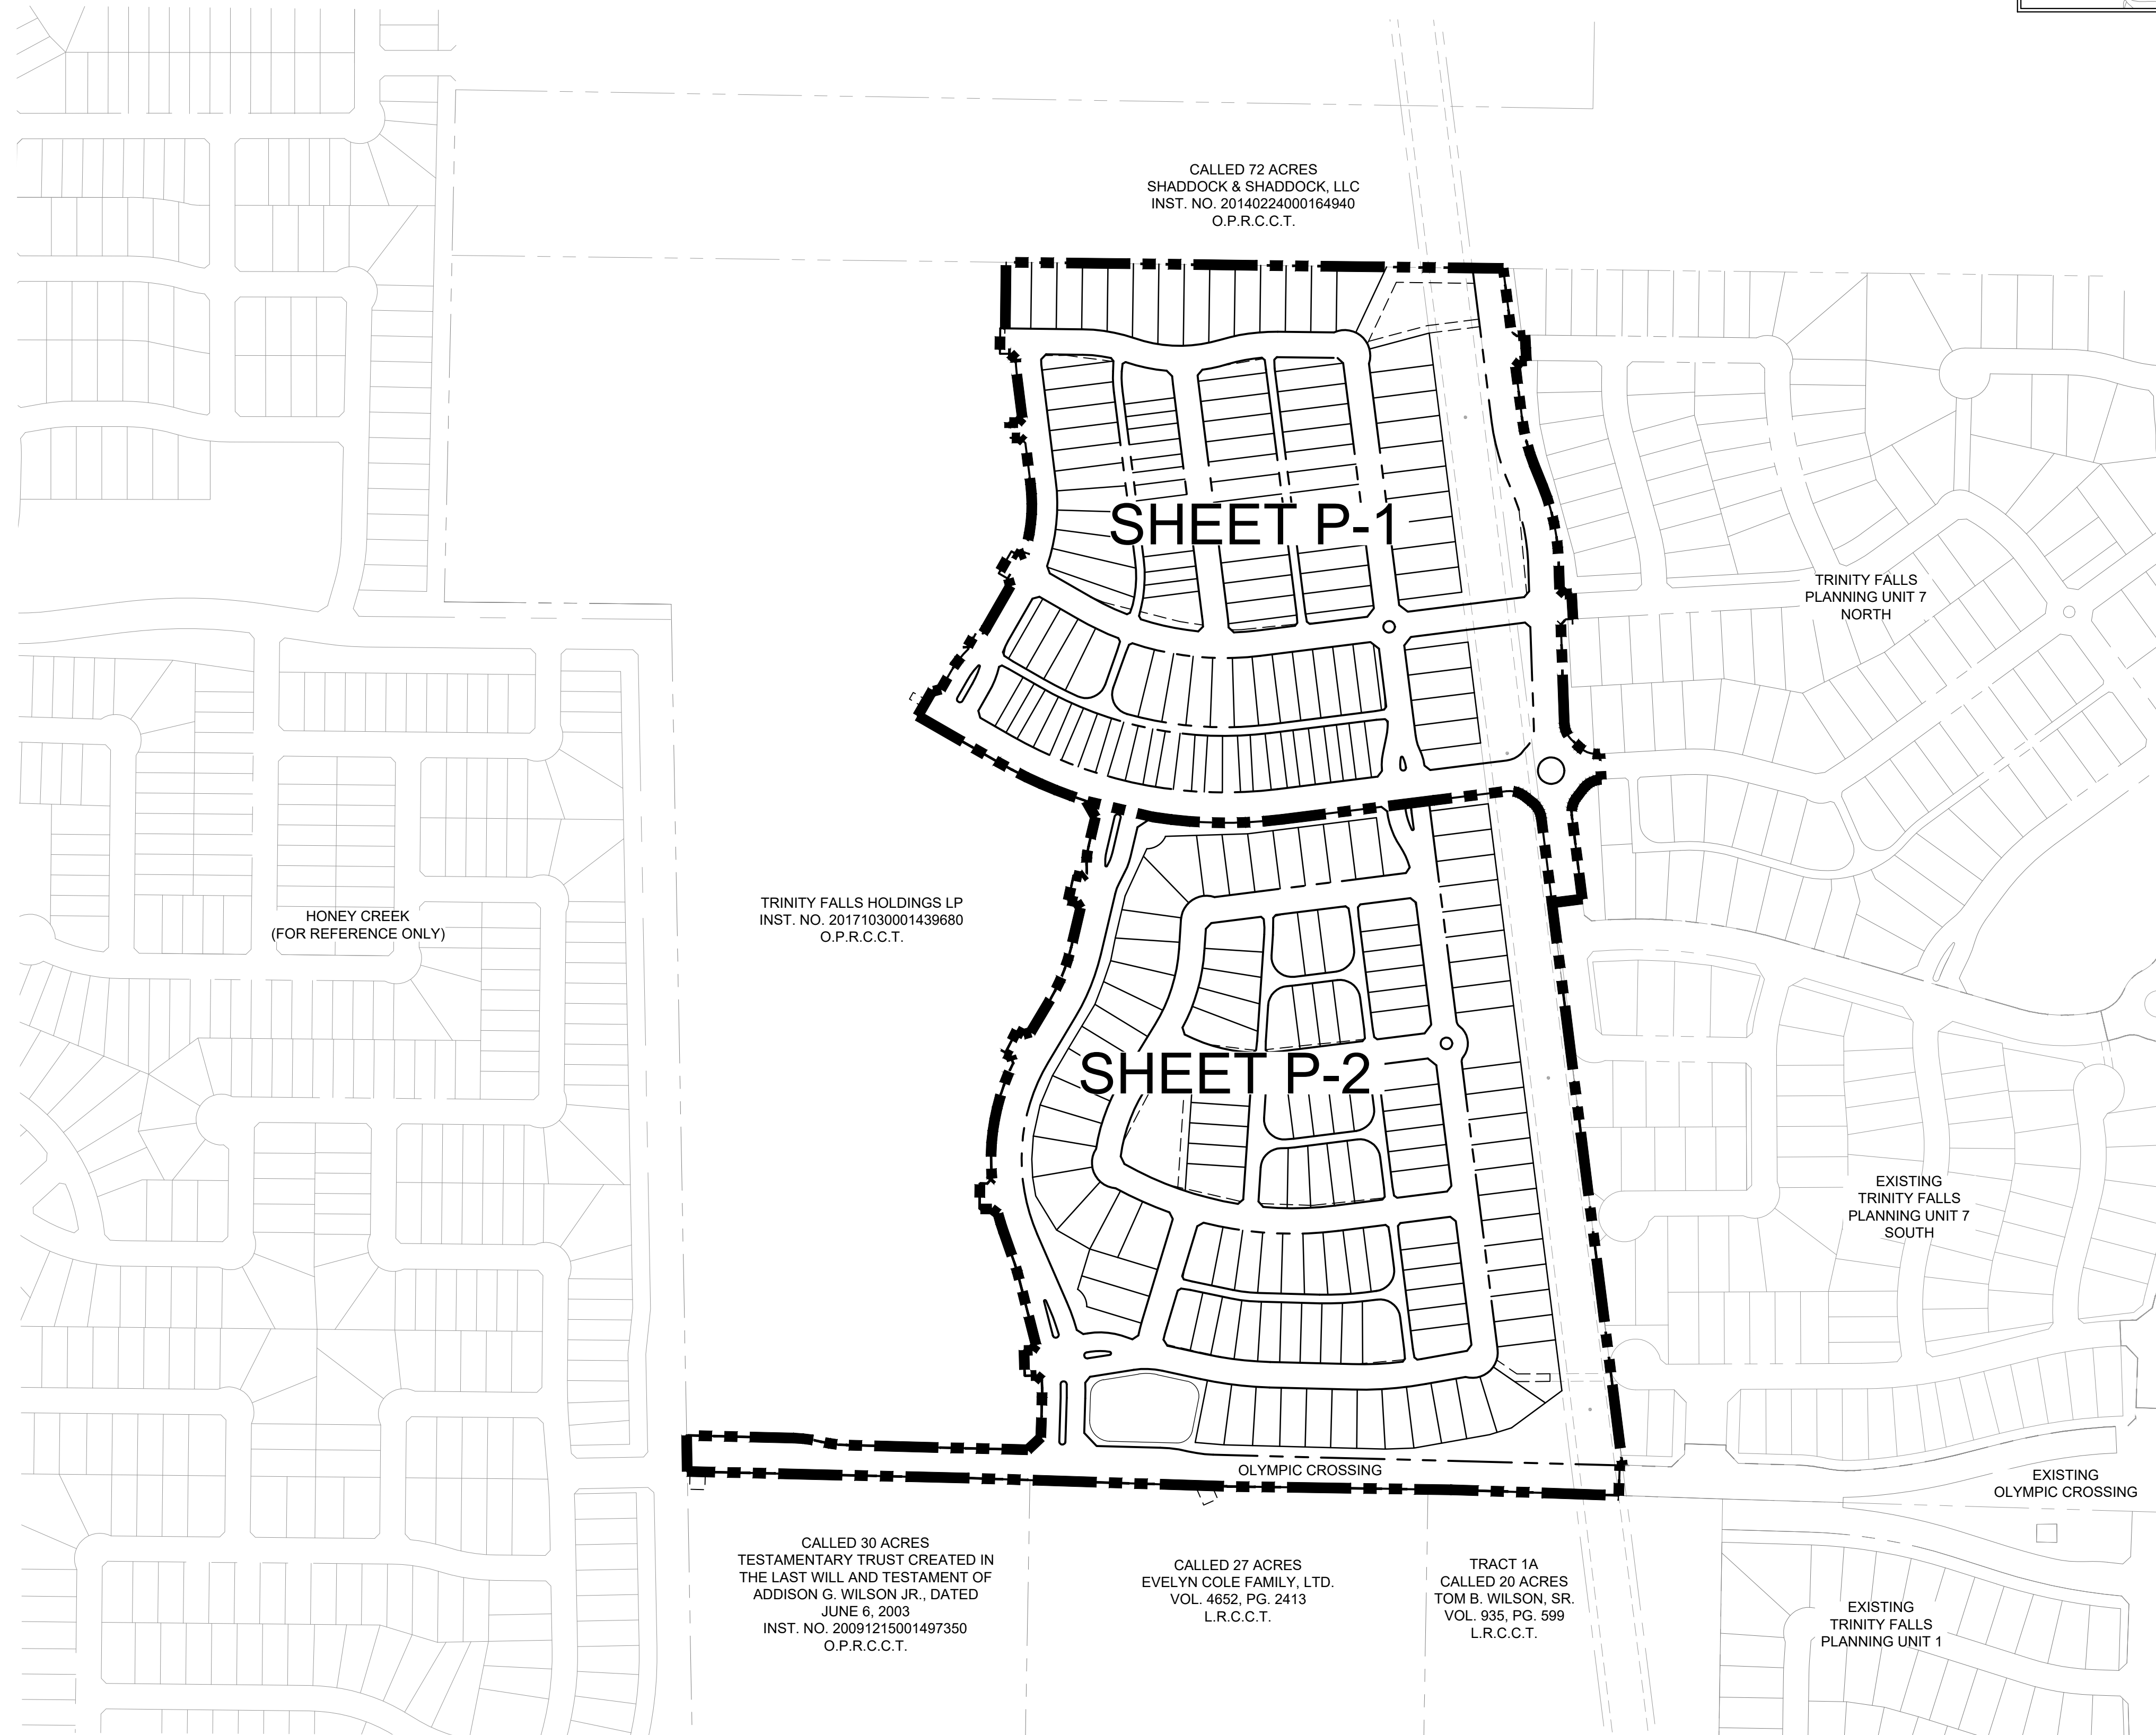 CALLED 72 ACRES
SHADDOCK & SHADDOCK, LLC
INST. NO. 20140224000164940
O.P.R.C.C.T.
SHEET P-1
TRINITY FALLS
PLANNING UNIT 7
NORTH
TRINITY FALLS HOLDINGS LP
INST. NO. 20171030001439680
O.P.R.C.C.T.
HONEY CREEK
(FOR REFERENCE ONLY)
SHEET P-2
EXISTING
TRINITY FALLS
PLANNING UNIT 7
SOUTH
OLYMPIC CROSSING
EXISTING
OLYMPIC CROSSING
CALLED 30 ACRES
TESTAMENTARY TRUST CREATED IN
THE LAST WILL AND TESTAMENT OF
ADDISON G. WILSON JR., DATED
JUNE 6, 2003
INST. NO. 20091215001497350
O.P.R.C.C.T.
CALLED 27 ACRES
EVELYN COLE FAMILY, LTD.
VOL. 4652, PG. 2413
L.R.C.C.T.
TRACT 1A
CALLED 20 ACRES
TOM B. WILSON, SR.
VOL. 935, PG. 599
L.R.C.C.T.
EXISTING
TRINITY FALLS
PLANNING UNIT 1